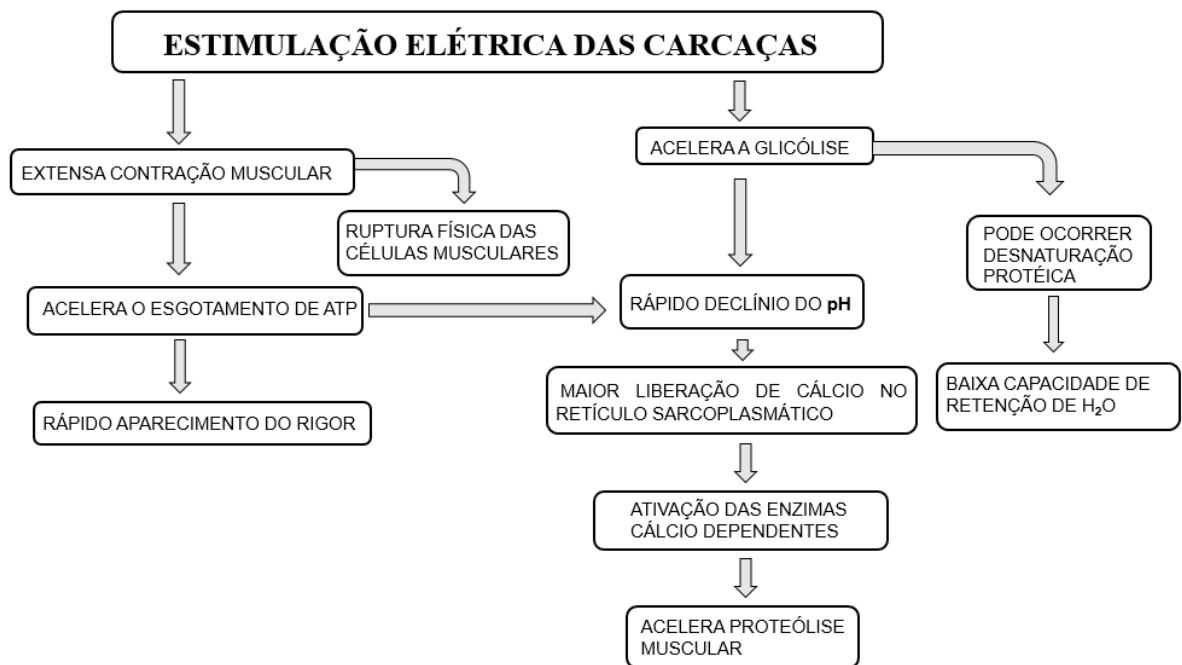 ESTIMULAÇÃO ELÉTRICA DAS CARCAÇAS
EXTENSA CONTRAÇÃO MUSCULAR
RUPTURA FÍSICA DAS
CÉLULAS MUSCULARES
ACELERA O ESGOTAMENTO DE ATP
RÁPIDO APARECIMENTO DO RIGOR
ACELERA A GLICÓLISE
RÁPIDO DECLÍNIO DO pH
MAIOR LIBERAÇÃO DE CÁLCIO NO
RETÍCULO SARCOPLASMÁTICO
ATIVAÇÃO DAS ENZIMAS
CÁLCIO DEPENDENTES
ACELERA PROTEÓLISE
MUSCULAR
PODE OCORRER
DESNATURAÇÃO
PROTÉICA
BAIXA CAPACIDADE DE
RETENÇÃO DE H₂O